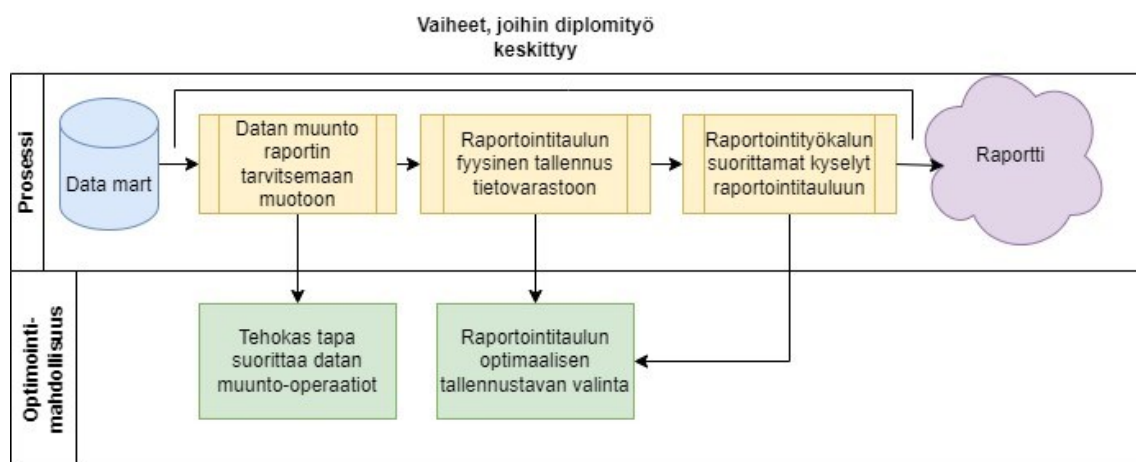 Vaiheet, joihin diplomityö
keskittyy
Prosessi
Data mart
Datan muunto
raportin
tarvitsemaan
muotoon
Raportointitaulun
fyysinen tallennus
tietovarastoon
Raportointityökalun
suorittamat kyselyt
raportointitauluun
Raportti
Optimointi-
mahdollisuus
Tehokas tapa
suorittaa datan
muunto-operaatiot
Raportointitaulun
optimaalisen
tallennustavan valinta